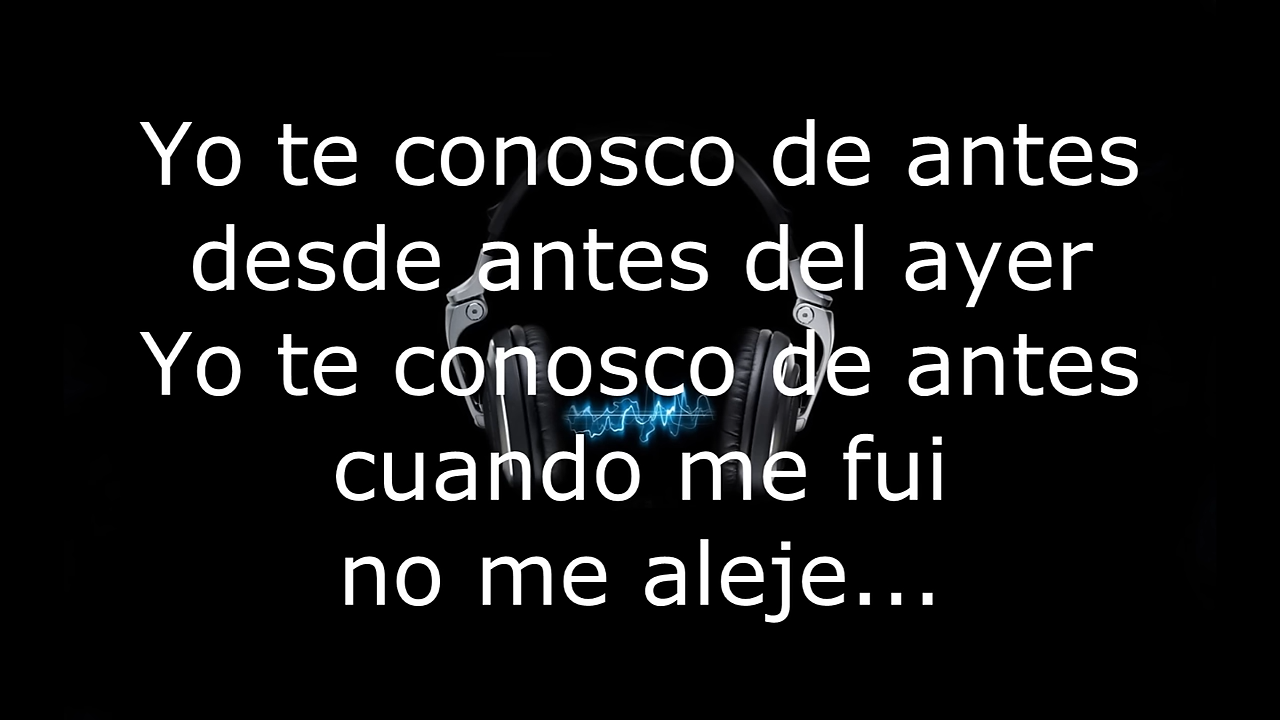 Yo te conosco de antes
desde antes del ayer
Yo te conosco de antes
cuando me fui
no me aleje...